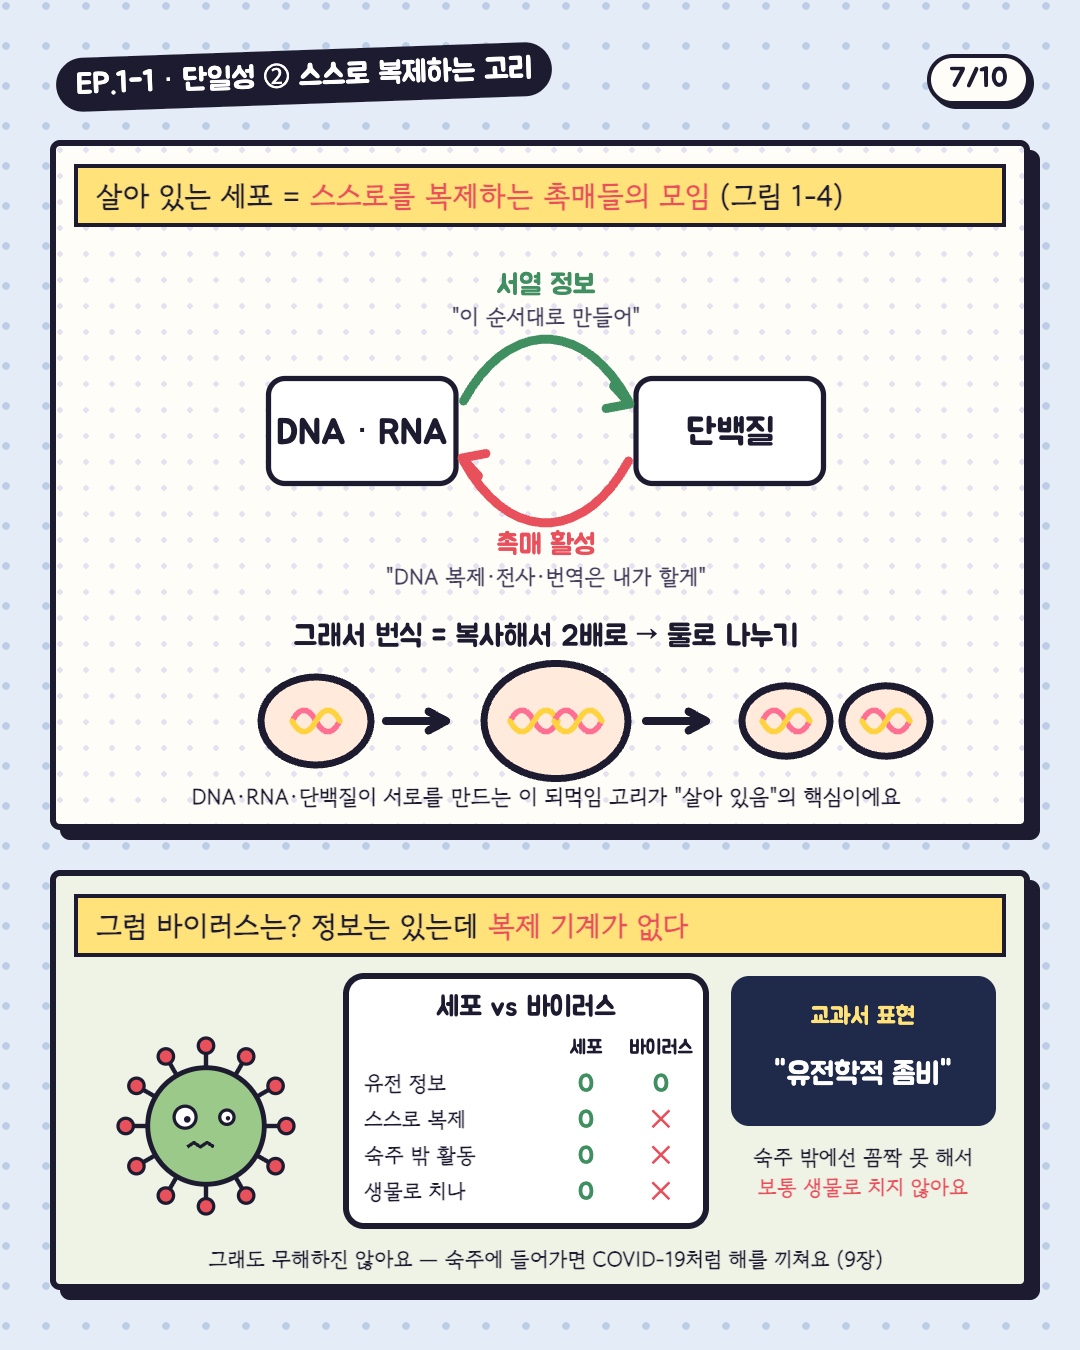 EP.1-1 · 단일성 ② 스스로 복제하는 고리
7/10
살아 있는 세포 = 스스로를 복제하는 촉매들의 모임 (그림 1-4)
서열 정보
"이 순서대로 만들어"
DNA · RNA
단백질
촉매 활성
"DNA 복제·전사·번역은 내가 할게"
그래서 번식 = 복사해서 2배로 → 둘로 나누기
DNA·RNA·단백질이 서로를 만드는 이 되먹임 고리가 "살아 있음"의 핵심이에요
그럼 바이러스는? 정보는 있는데 복제 기계가 없다
세포 vs 바이러스
세포 바이러스
유전 정보 O O
스스로 복제 O ✕
숙주 밖 활동 O ✕
생물로 치나 O ✕
교과서 표현
"유전학적 좀비"
숙주 밖에선 꼼짝 못 해서
보통 생물로 치지 않아요
그래도 무해하진 않아요 — 숙주에 들어가면 COVID-19처럼 해를 끼쳐요 (9장)